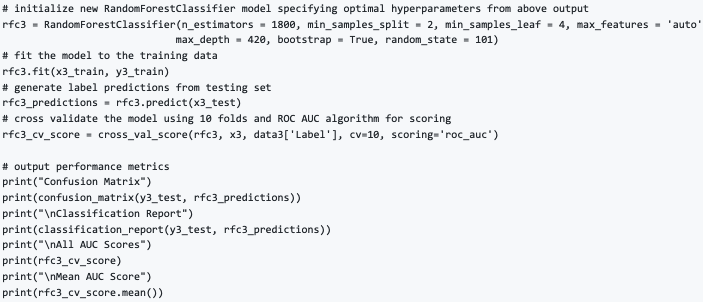 # initialize new RandomForestClassifier model specifying optimal hyperparameters from above output
rfc3 = RandomForestClassifier(n_estimators = 1800, min_samples_split = 2, min_samples_leaf = 4, max_features = 'auto'
max_depth = 420, bootstrap = True, random_state = 101)
# fit the model to the training data
rfc3.fit(x3_train, y3_train)
# generate label predictions from testing set
rfc3_predictions = rfc3.predict(x3_test)
# cross validate the model using 10 folds and ROC AUC algorithm for scoring
rfc3_cv_score = cross_val_score(rfc3, x3, data3['Label'], cv=10, scoring='roc_auc')

# output performance metrics
print("Confusion Matrix")
print(confusion_matrix(y3_test, rfc3_predictions))
print("\nClassification Report")
print(classification_report(y3_test, rfc3_predictions))
print("\nAll AUC Scores")
print(rfc3_cv_score)
print("\nMean AUC Score")
print(rfc3_cv_score.mean())